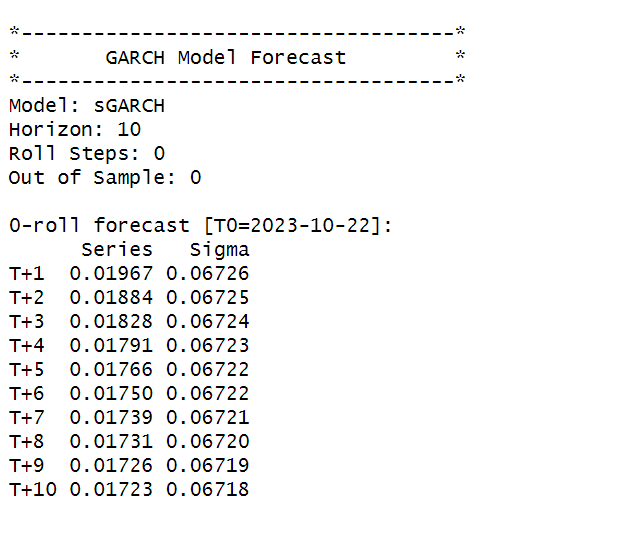 *------------------------------------*
*       GARCH Model Forecast         *
*------------------------------------*
Model: sGARCH
Horizon: 10
Roll Steps: 0
Out of Sample: 0

0-roll forecast [T0=2023-10-22]:
      Series   Sigma
T+1  0.01967 0.06726
T+2  0.01884 0.06725
T+3  0.01828 0.06724
T+4  0.01791 0.06723
T+5  0.01766 0.06722
T+6  0.01750 0.06722
T+7  0.01739 0.06721
T+8  0.01731 0.06720
T+9  0.01726 0.06719
T+10 0.01723 0.06718